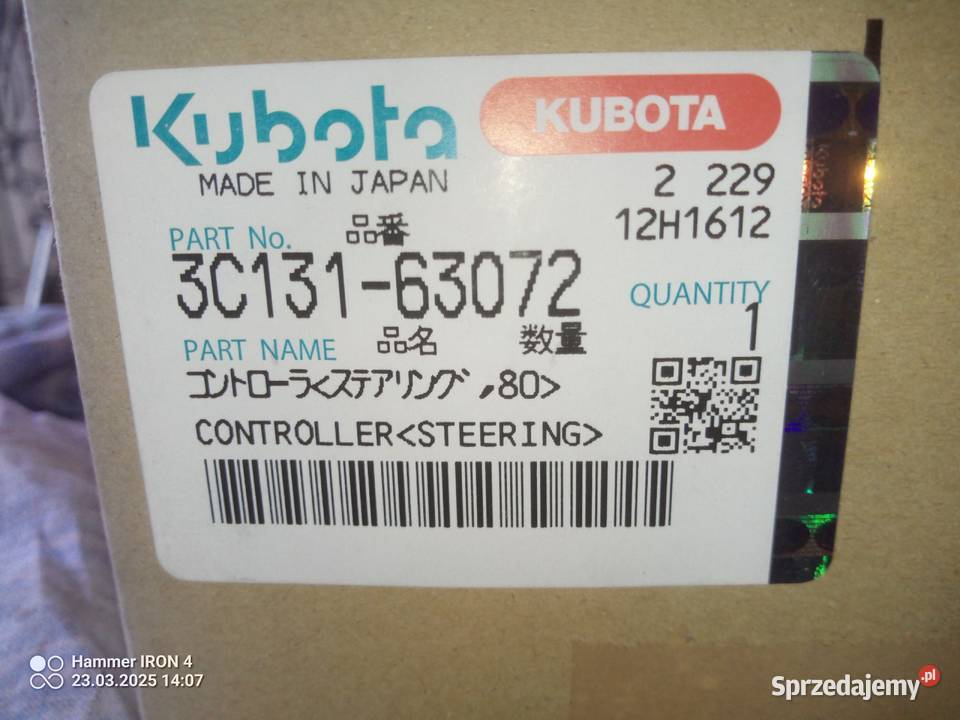 Kubota KUBOTA
MADE IN JAPAN 2 229
12H1612
PART No. 品番
3C131-63072
QUANTITY
1
PART NAME 品名 数量
コントローラ<ステアリング ,80>
CONTROLLER<STEERING>
Kubota
Hammer IRON 4
23.03.2025 14:07
Sprzedajemy.pl